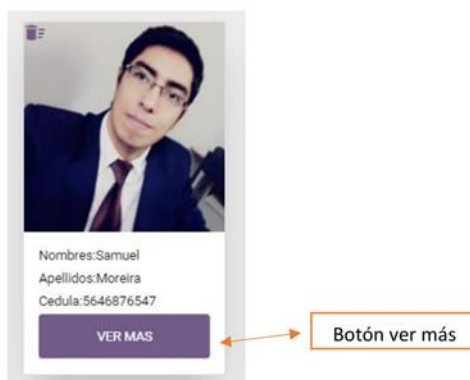 Nombres:Samuel
Apellidos:Moreira
Cedula:5646876547
VER MAS
Botón ver más